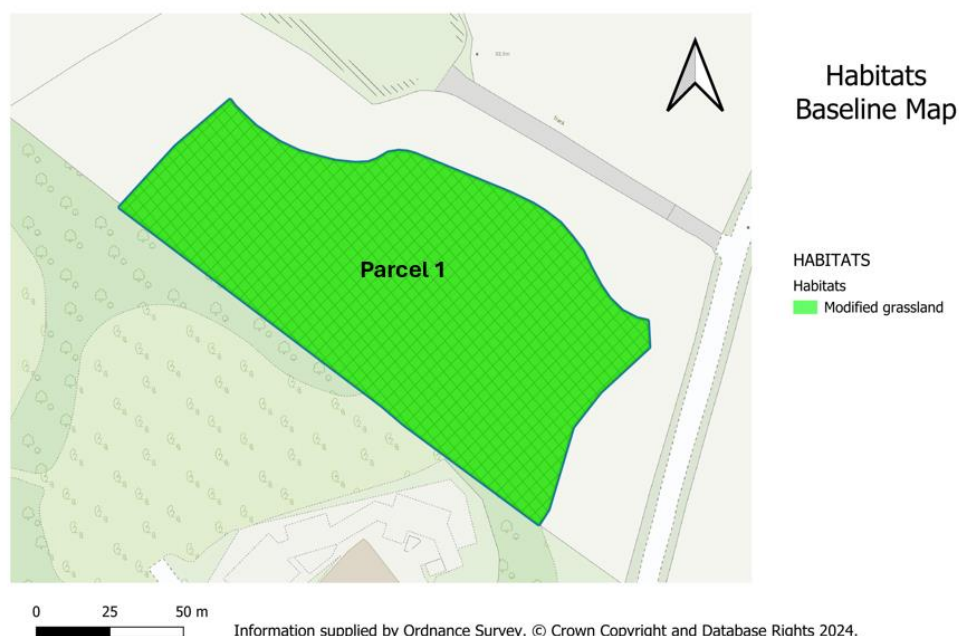 Habitats
Baseline Map
Track
Parcel 1
HABITATS
Habitats
Modified grassland
0 25 50 m
Information supplied by Ordnance Survey. © Crown Copyright and Database Rights 2024.